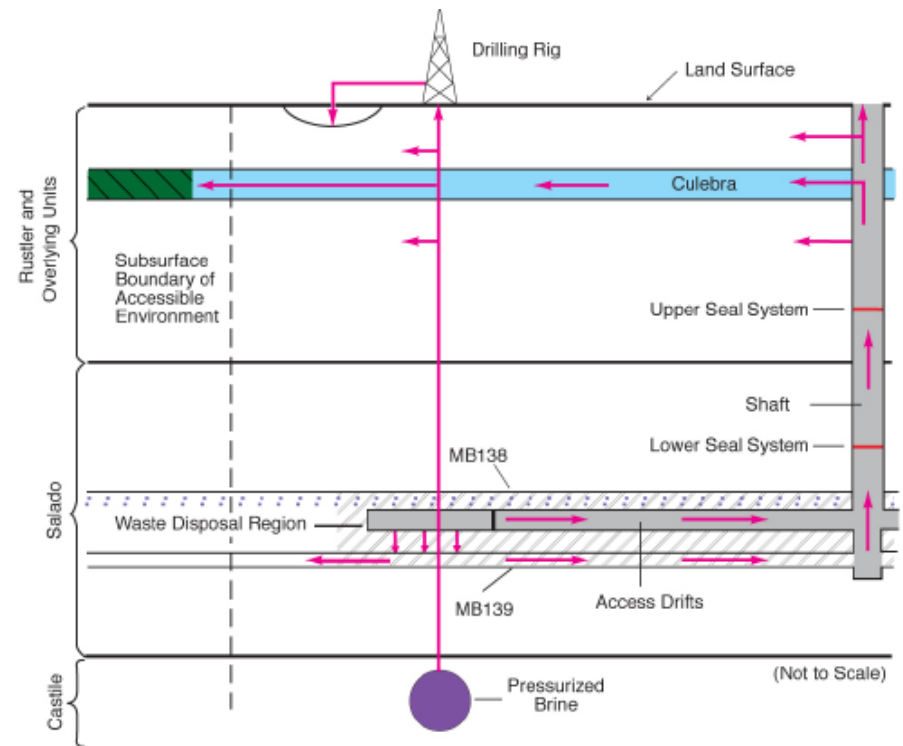 Drilling Rig
Land Surface
Rustler and
Overlying Units
Culebra
Subsurface
Boundary of
Accessible
Environment
Upper Seal System
Shaft
Lower Seal System
MB138
Salado
Waste Disposal Region
Access Drifts
MB139
(Not to Scale)
Castile
Pressurized
Brine